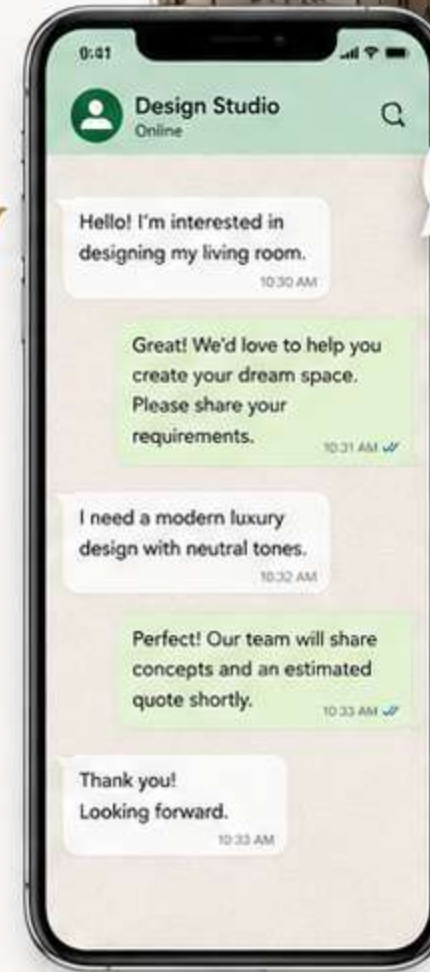 0:41
Design Studio
Online
Hello! I'm interested in
designing my living room.
10:30 AM
Great! We'd love to help you
create your dream space.
Please share your
requirements.
10:31 AM
I need a modern luxury
design with neutral tones.
10:32 AM
Perfect! Our team will share
concepts and an estimated
quote shortly.
10:33 AM
Thank you!
Looking forward.
10:33 AM